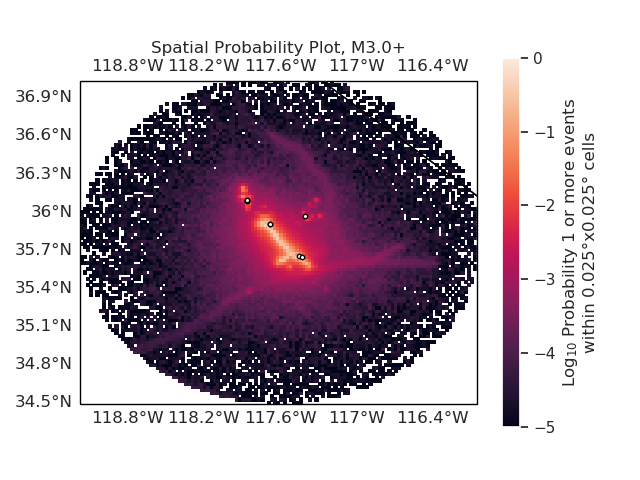 Spatial Probability Plot, M3.0+
118.8°W 118.2°W 117.6°W 117°W 116.4°W
36.9°N
36.6°N
36.3°N
36°N
35.7°N
35.4°N
35.1°N
34.8°N
34.5°N
118.8°W 118.2°W 117.6°W 117°W 116.4°W
0
−1
−2
−3
−4
−5
Log₁₀ Probability 1 or more events
within 0.025°x0.025° cells